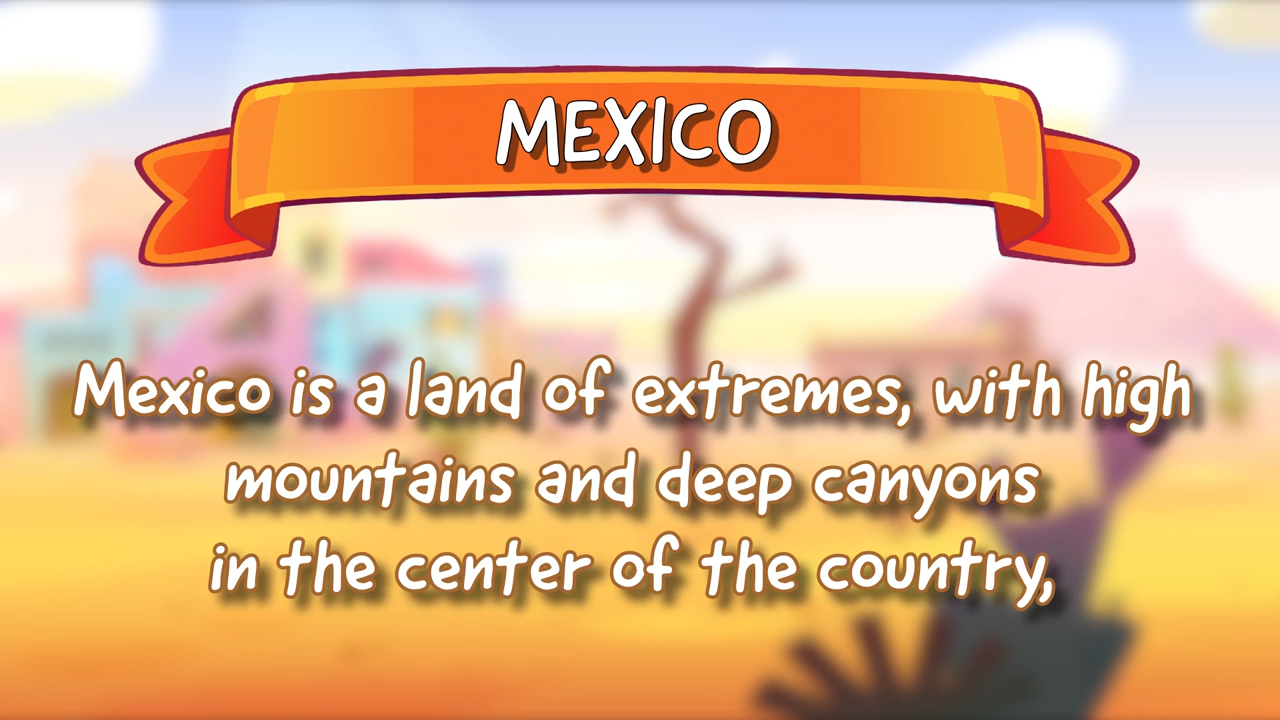 MEXICO
Mexico is a land of extremes, with high
mountains and deep canyons
in the center of the country,